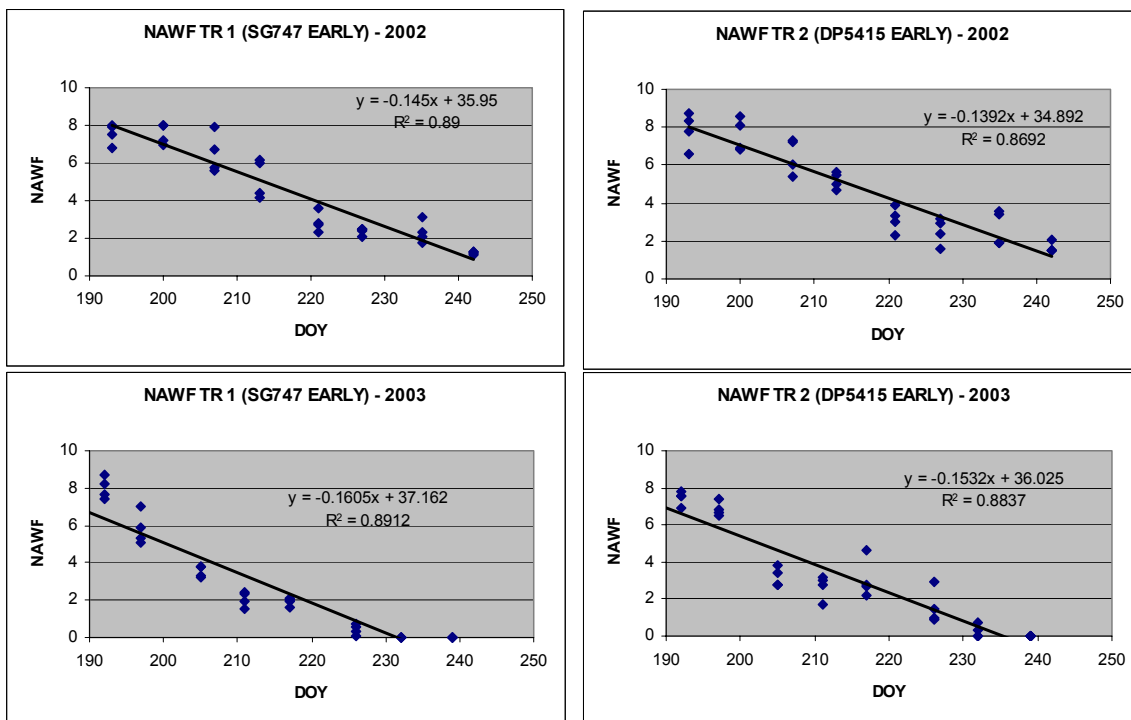 NAWF TR 1 (SG747 EARLY) - 2002
y = -0.145x + 35.95
R² = 0.89
NAWF
10
8
6
4
2
0
190 200 210 220 230 240 250
DOY
NAWF TR 2 (DP5415 EARLY) - 2002
y = -0.1392x + 34.892
R² = 0.8692
NAWF
10
8
6
4
2
0
190 200 210 220 230 240 250
DOY
NAWF TR 1 (SG747 EARLY) - 2003
y = -0.1605x + 37.162
R² = 0.8912
NAWF
10
8
6
4
2
0
190 200 210 220 230 240 250
DOY
NAWF TR 2 (DP5415 EARLY) - 2003
y = -0.1532x + 36.025
R² = 0.8837
NAWF
10
8
6
4
2
0
190 200 210 220 230 240 250
DOY